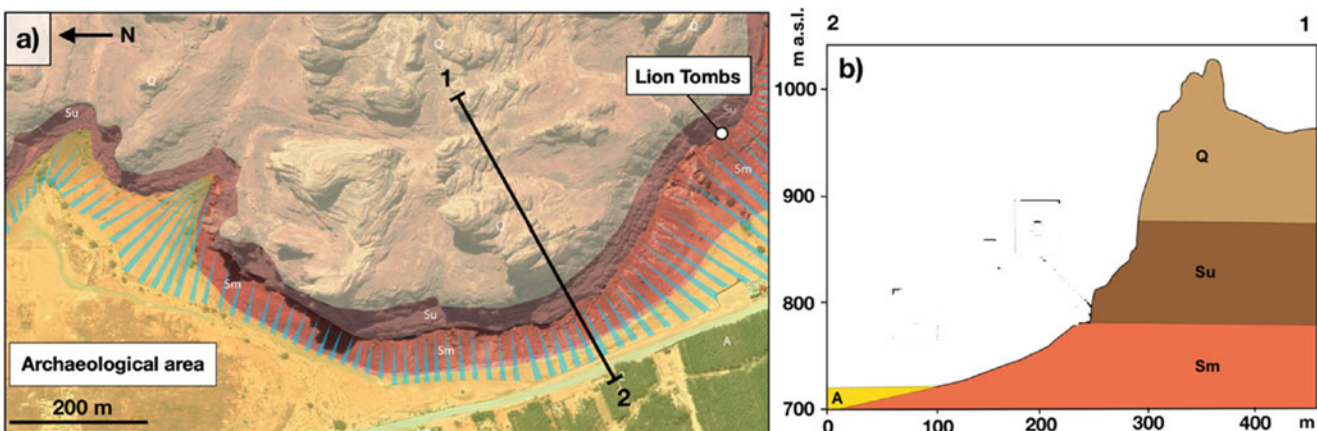 a)
N
Q
Q
Q
1
Lion Tombs
Su
Su
Sm
Q
Sm
Su
Sm
A
Archaeological area
200 m
2
2
1
m a.s.l.
b)
1000
Q
900
Su
800
Sm
A
700
100
200
300
400
m